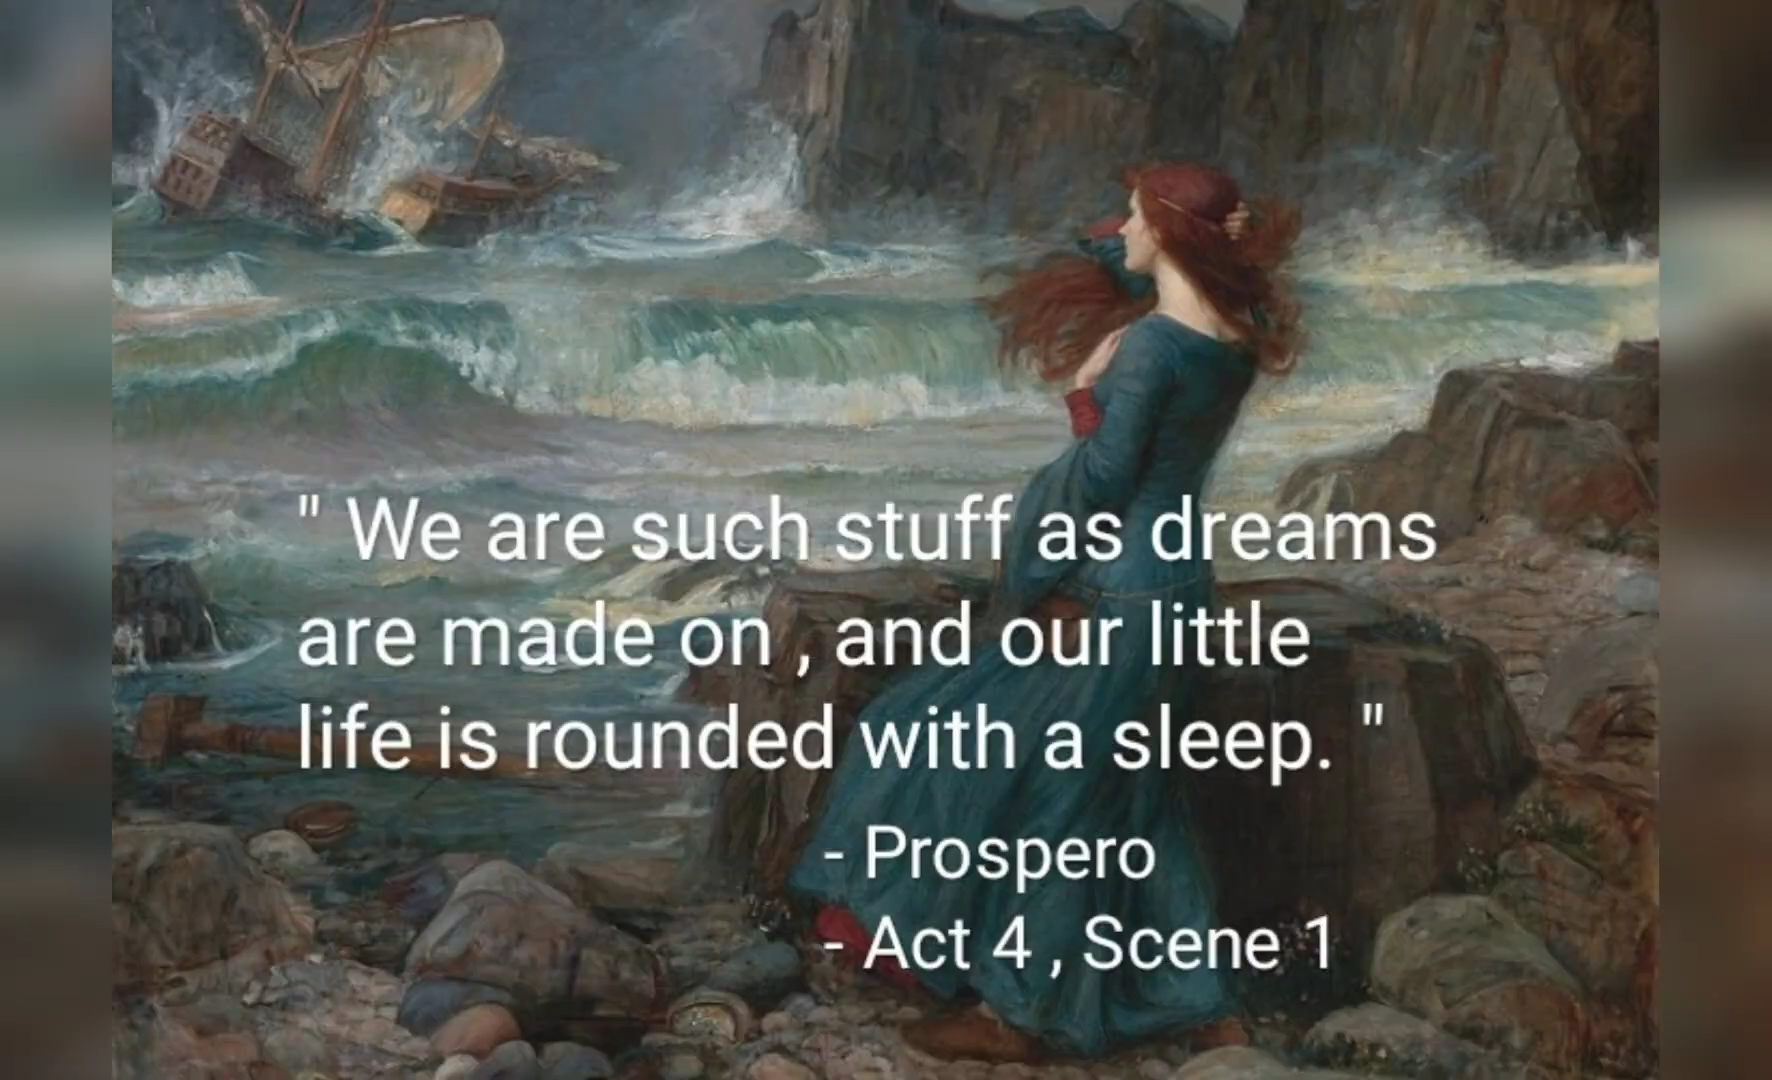 " We are such stuff as dreams
are made on , and our little
life is rounded with a sleep. "
- Prospero
- Act 4 , Scene 1